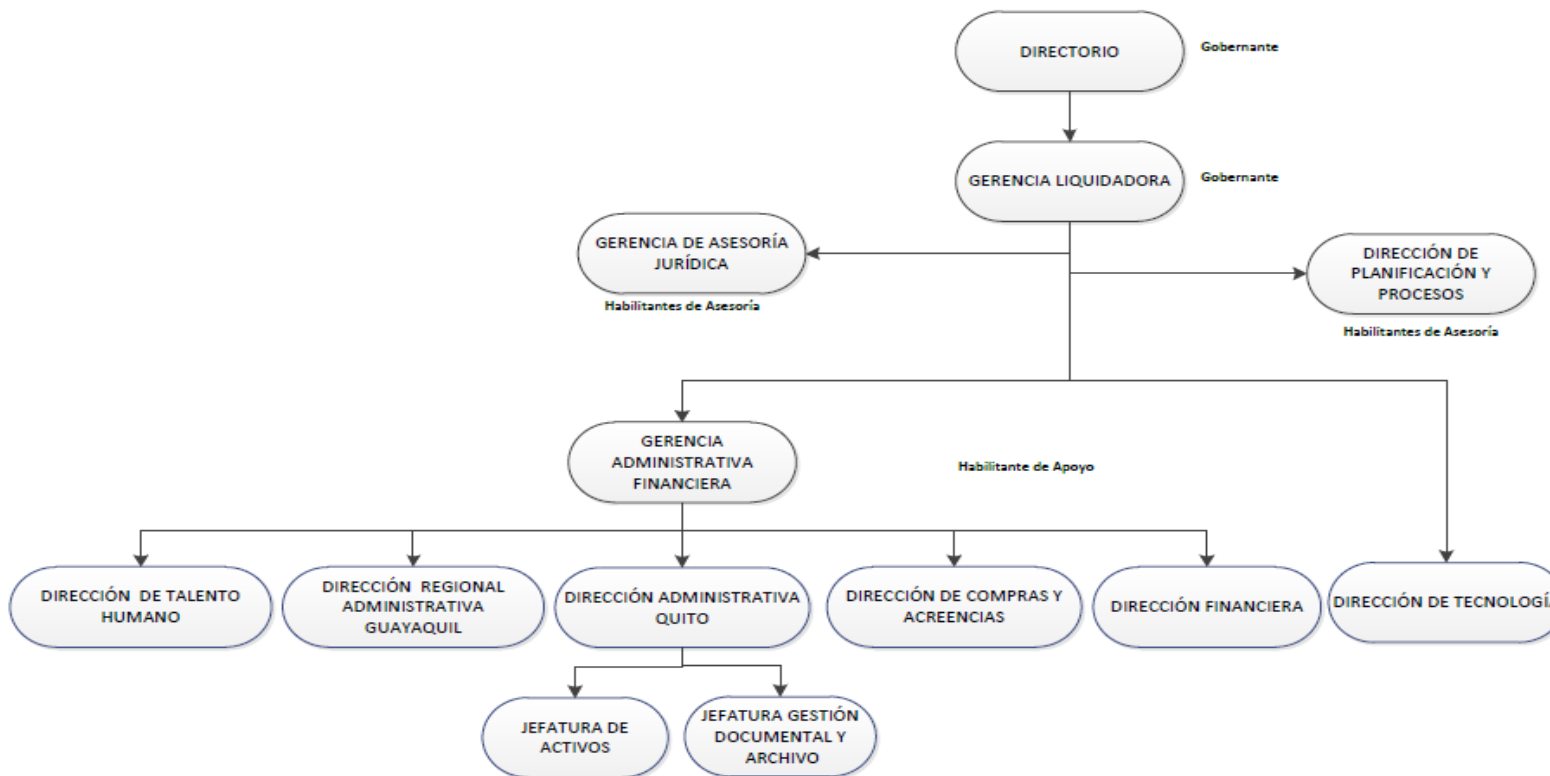 DIRECTORIO
Gobernante
GERENCIA LIQUIDADORA
Gobernante
GERENCIA DE ASESORÍA
JURÍDICA
Habilitantes de Asesoría
DIRECCIÓN DE
PLANIFICACIÓN Y
PROCESOS
Habilitantes de Asesoría
GERENCIA
ADMINISTRATIVA
FINANCIERA
Habilitante de Apoyo
DIRECCIÓN DE TALENTO
HUMANO
DIRECCIÓN REGIONAL
ADMINISTRATIVA
GUAYAQUIL
DIRECCIÓN ADMINISTRATIVA
QUITO
DIRECCIÓN DE COMPRAS Y
ACREENCIAS
DIRECCIÓN FINANCIERA
DIRECCIÓN DE TECNOLOGÍA
JEFATURA DE
ACTIVOS
JEFATURA GESTIÓN
DOCUMENTAL Y
ARCHIVO